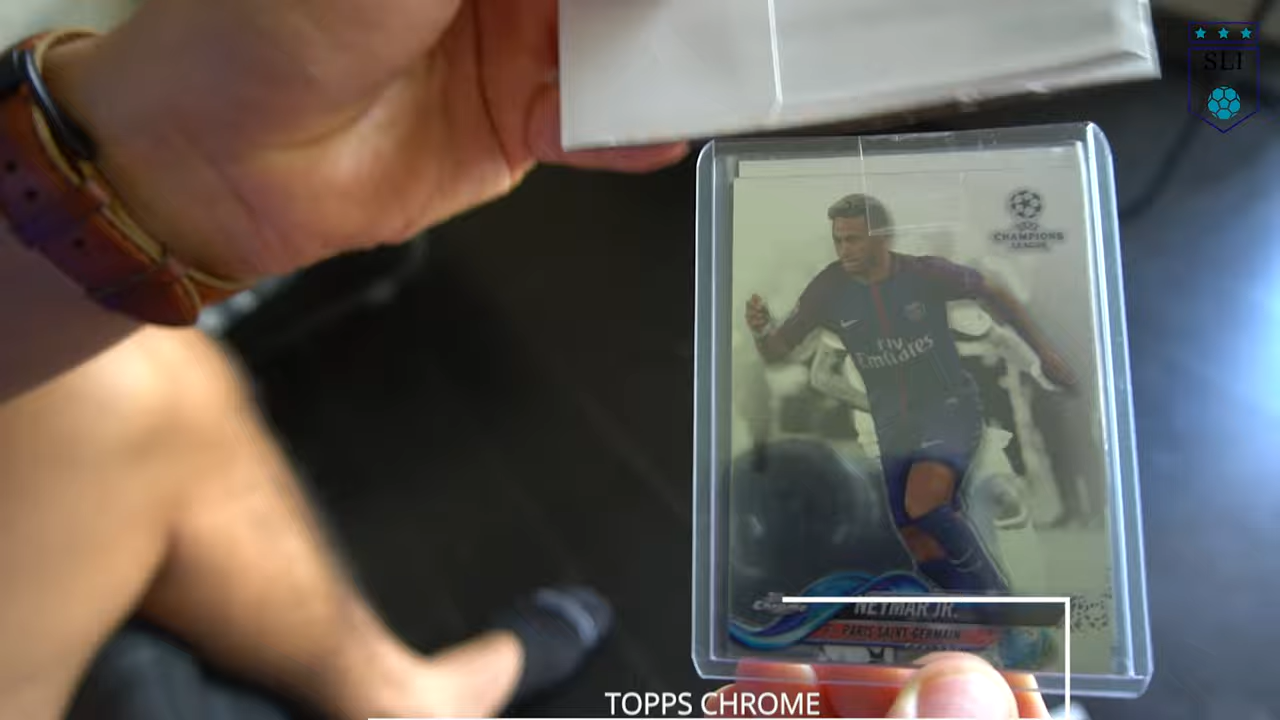 SLI
CHAMPIONS
LEAGUE
Fly
Emirates
CHROME
NEYMAR JR.
PARIS SAINT-GERMAIN
TOPPS CHROME